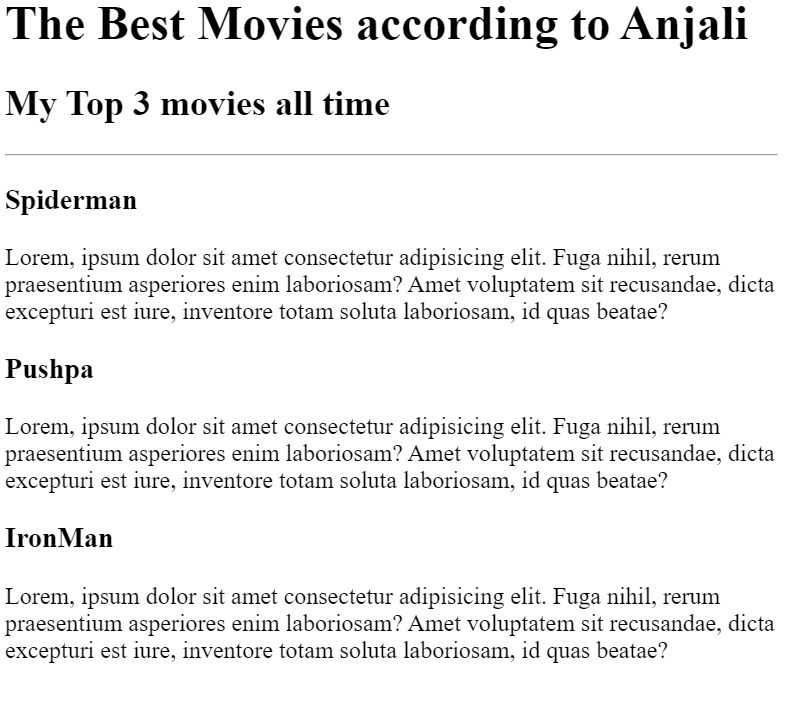 The Best Movies according to Anjali
My Top 3 movies all time
Spiderman
Lorem, ipsum dolor sit amet consectetur adipisicing elit. Fuga nihil, rerum
praesentium asperiores enim laboriosam? Amet voluptatem sit recusandae, dicta
excepturi est iure, inventore totam soluta laboriosam, id quas beatae?
Pushpa
Lorem, ipsum dolor sit amet consectetur adipisicing elit. Fuga nihil, rerum
praesentium asperiores enim laboriosam? Amet voluptatem sit recusandae, dicta
excepturi est iure, inventore totam soluta laboriosam, id quas beatae?
IronMan
Lorem, ipsum dolor sit amet consectetur adipisicing elit. Fuga nihil, rerum
praesentium asperiores enim laboriosam? Amet voluptatem sit recusandae, dicta
excepturi est iure, inventore totam soluta laboriosam, id quas beatae?